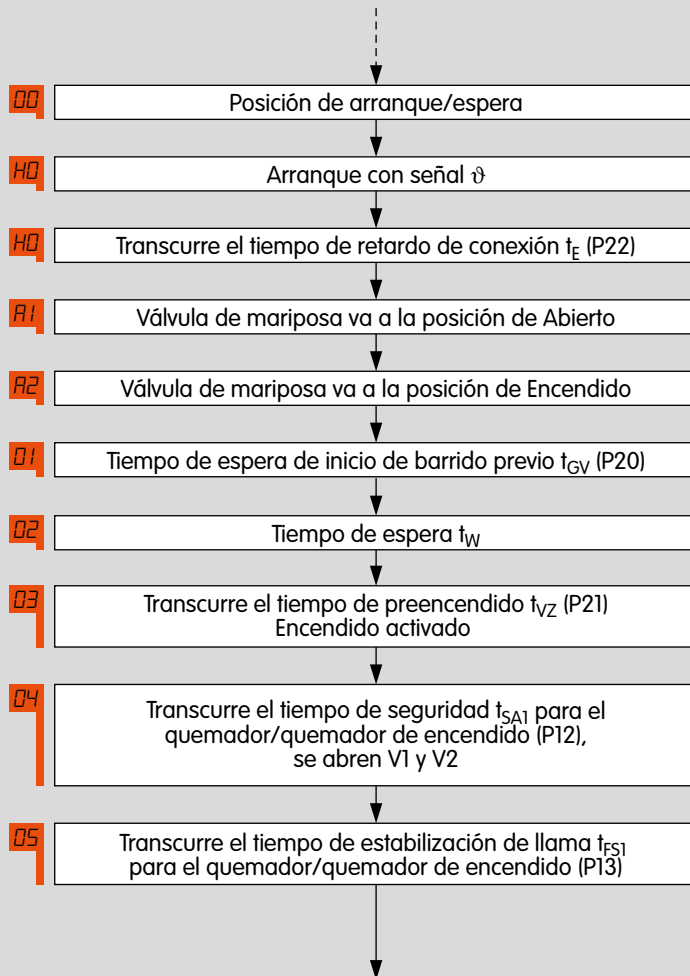 00 Posición de arranque/espera
H0 Arranque con señal ϑ
H0 Transcurre el tiempo de retardo de conexión tE (P22)
A1 Válvula de mariposa va a la posición de Abierto
A2 Válvula de mariposa va a la posición de Encendido
01 Tiempo de espera de inicio de barrido previo tGV (P20)
02 Tiempo de espera tW
03 Transcurre el tiempo de preencendido tVZ (P21)
Encendido activado
04 Transcurre el tiempo de seguridad tSA1 para el
quemador/quemador de encendido (P12),
se abren V1 y V2
05 Transcurre el tiempo de estabilización de llama tFS1
para el quemador/quemador de encendido (P13)